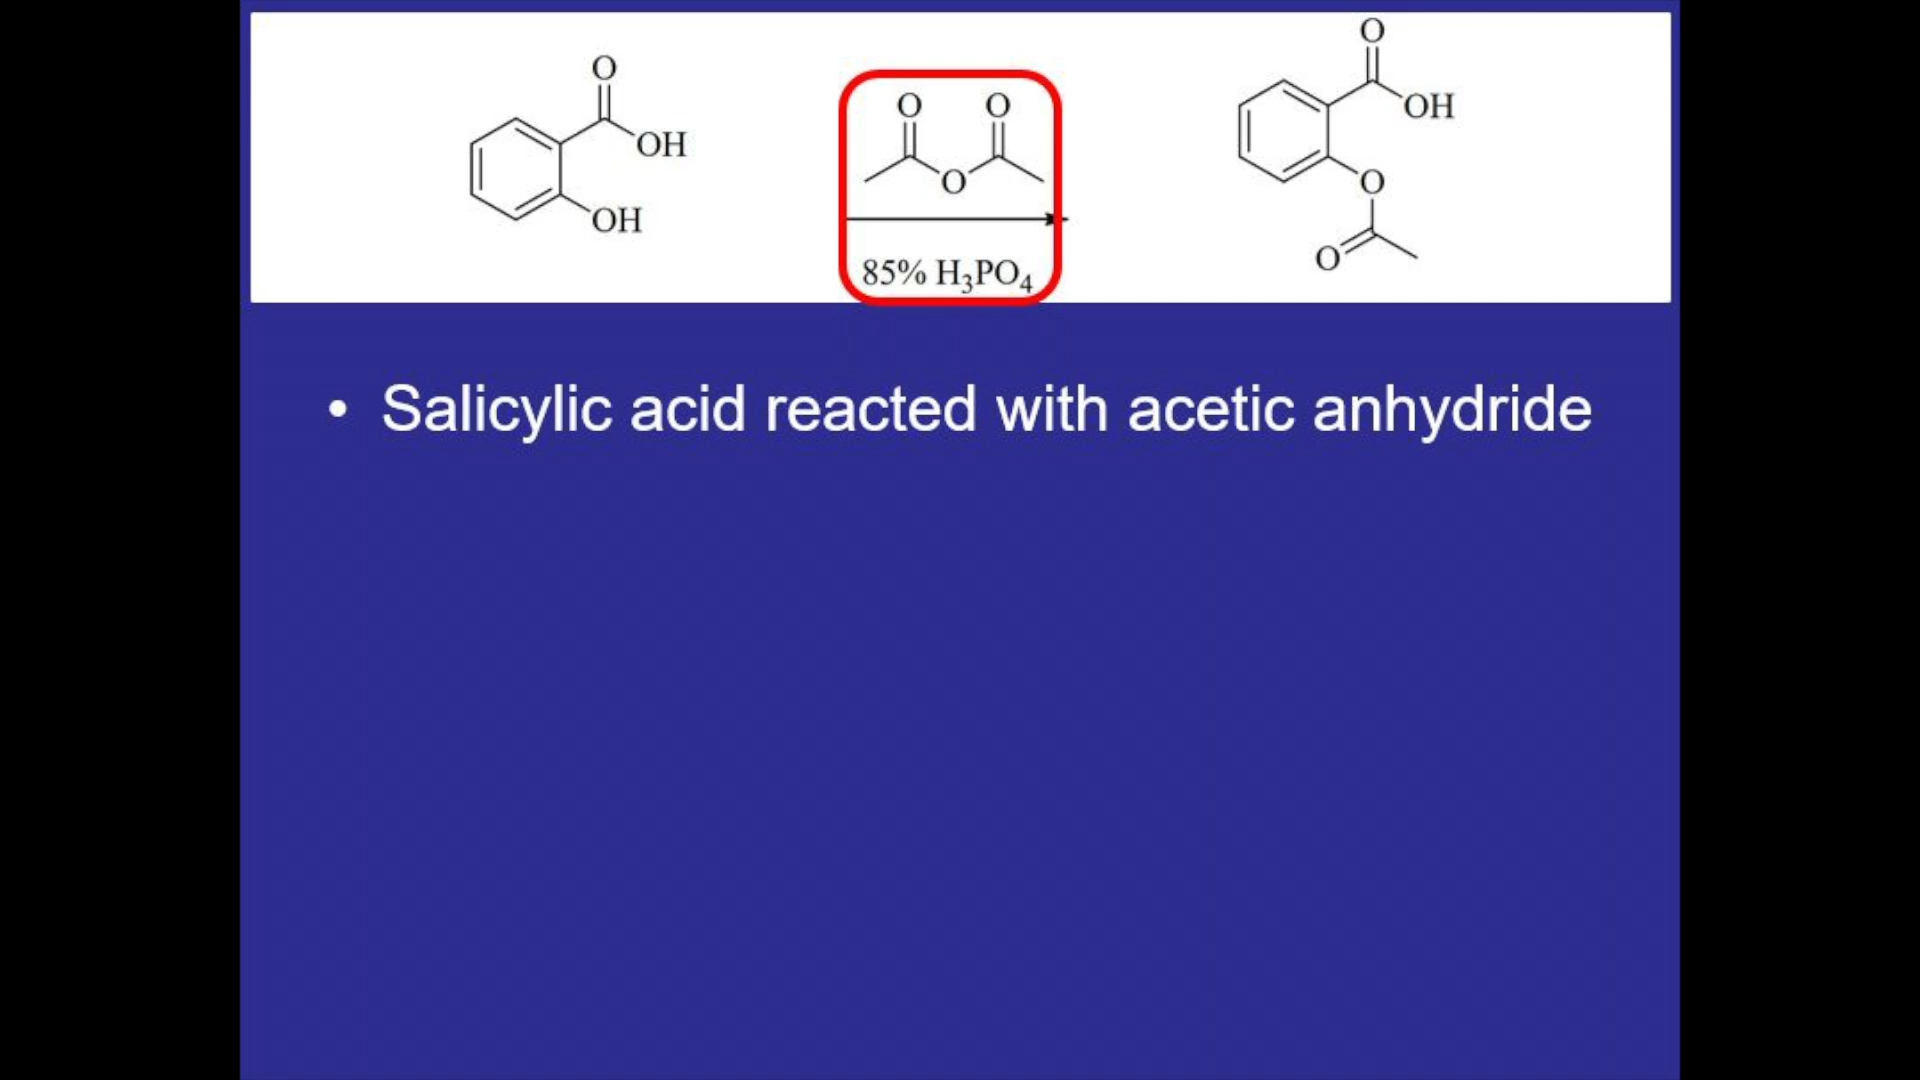 O
OH
OH
O O
O
85% H₃PO₄
O
OH
O
O
• Salicylic acid reacted with acetic anhydride